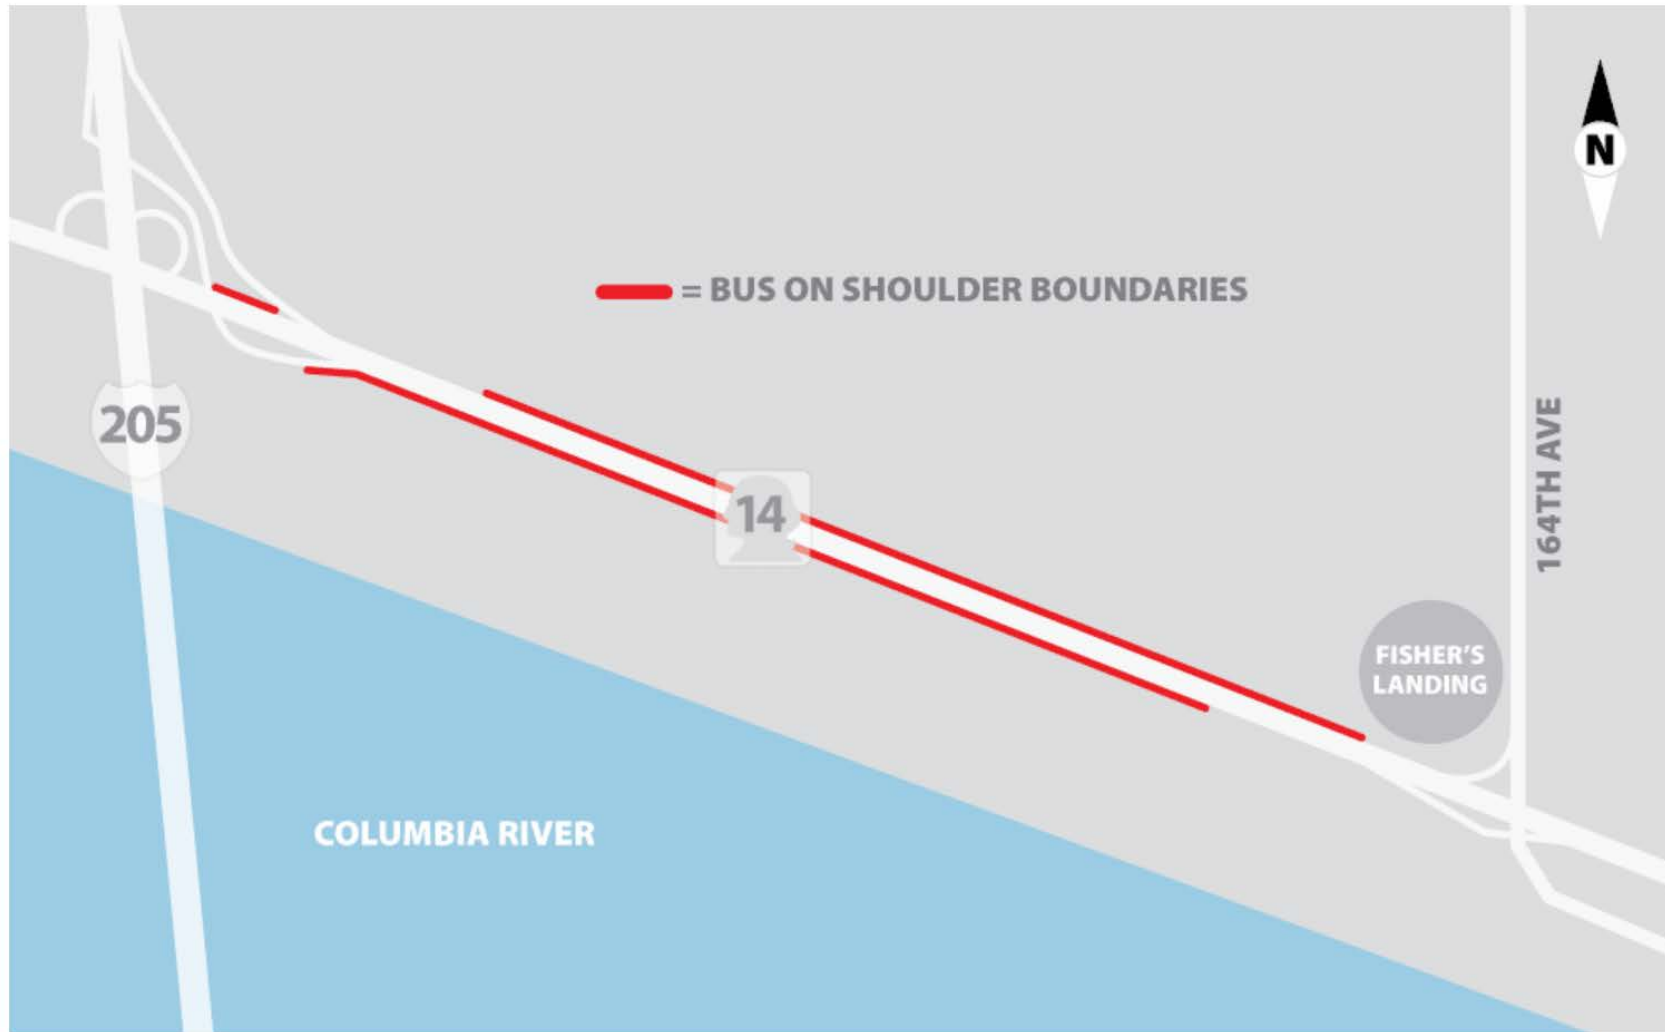 N
= BUS ON SHOULDER BOUNDARIES
205
14
164TH AVE
FISHER'S
LANDING
COLUMBIA RIVER